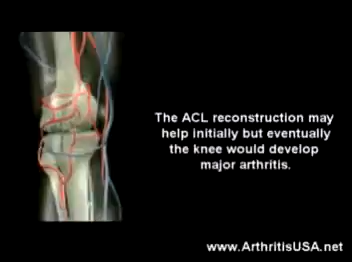 The ACL reconstruction may
help initially but eventually
the knee would develop
major arthritis.
www.ArthritisUSA.net